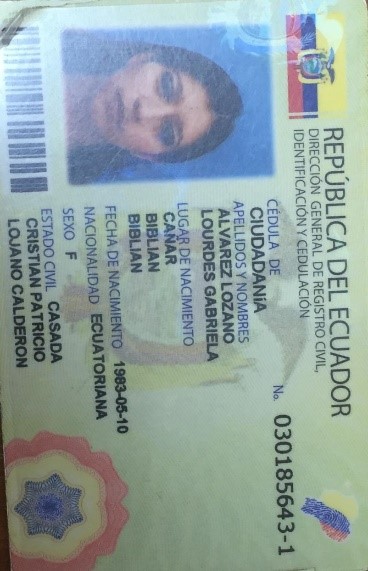 REPÚBLICA DEL ECUADOR
DIRECCIÓN GENERAL DE REGISTRO CIVIL,
IDENTIFICACIÓN Y CEDULACIÓN
CÉDULA DE
CIUDADANÍA
No. 030185643-1
APELLIDOS Y NOMBRES
ALVAREZ LOZANO
LOURDES GABRIELA
LUGAR DE NACIMIENTO
CAÑAR
BIBLIAN
BIBLIAN
FECHA DE NACIMIENTO 1983-05-10
NACIONALIDAD ECUATORIANA
SEXO F
ESTADO CIVIL CASADA
CRISTIAN PATRICIO
LOJANO CALDERON